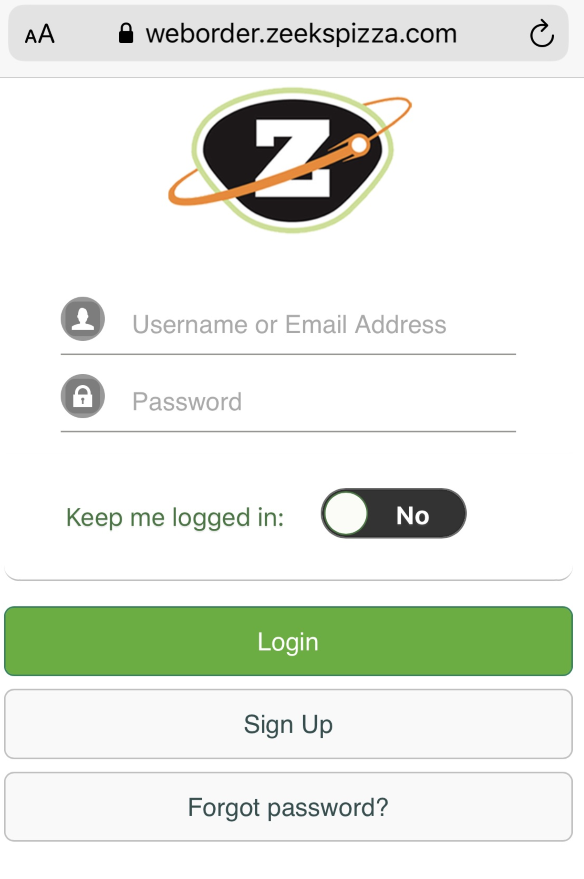 AA weborder.zeekspizza.com
Z
Username or Email Address
Password
Keep me logged in: No
Login
Sign Up
Forgot password?